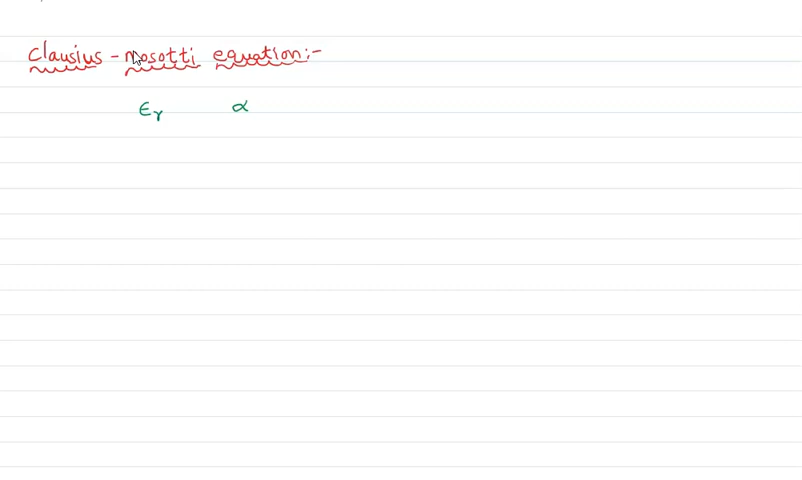 Clausius - mosotti equation:-
ϵr α